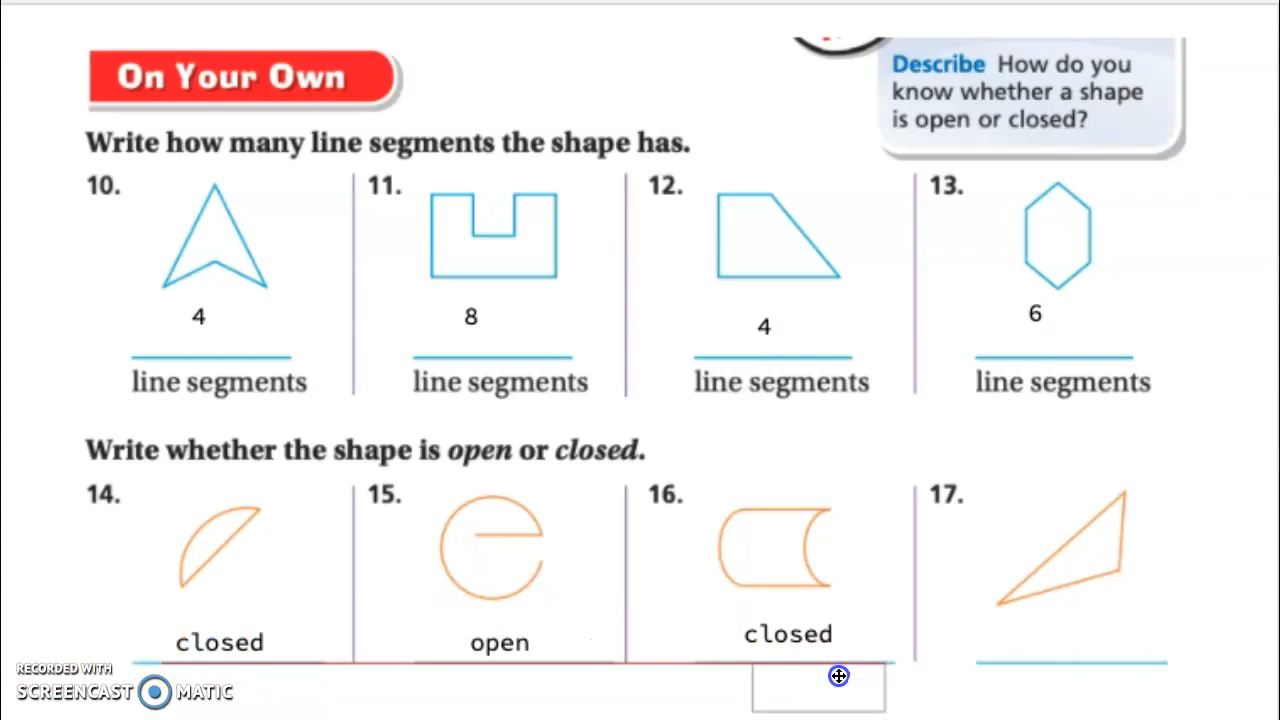 On Your Own
Describe How do you
know whether a shape
is open or closed?
Write how many line segments the shape has.
10. 11. 12. 13.
4 8 4 6
line segments line segments line segments line segments
Write whether the shape is open or closed.
14. 15. 16. 17.
closed open closed
RECORDED WITH
SCREENCAST MATIC